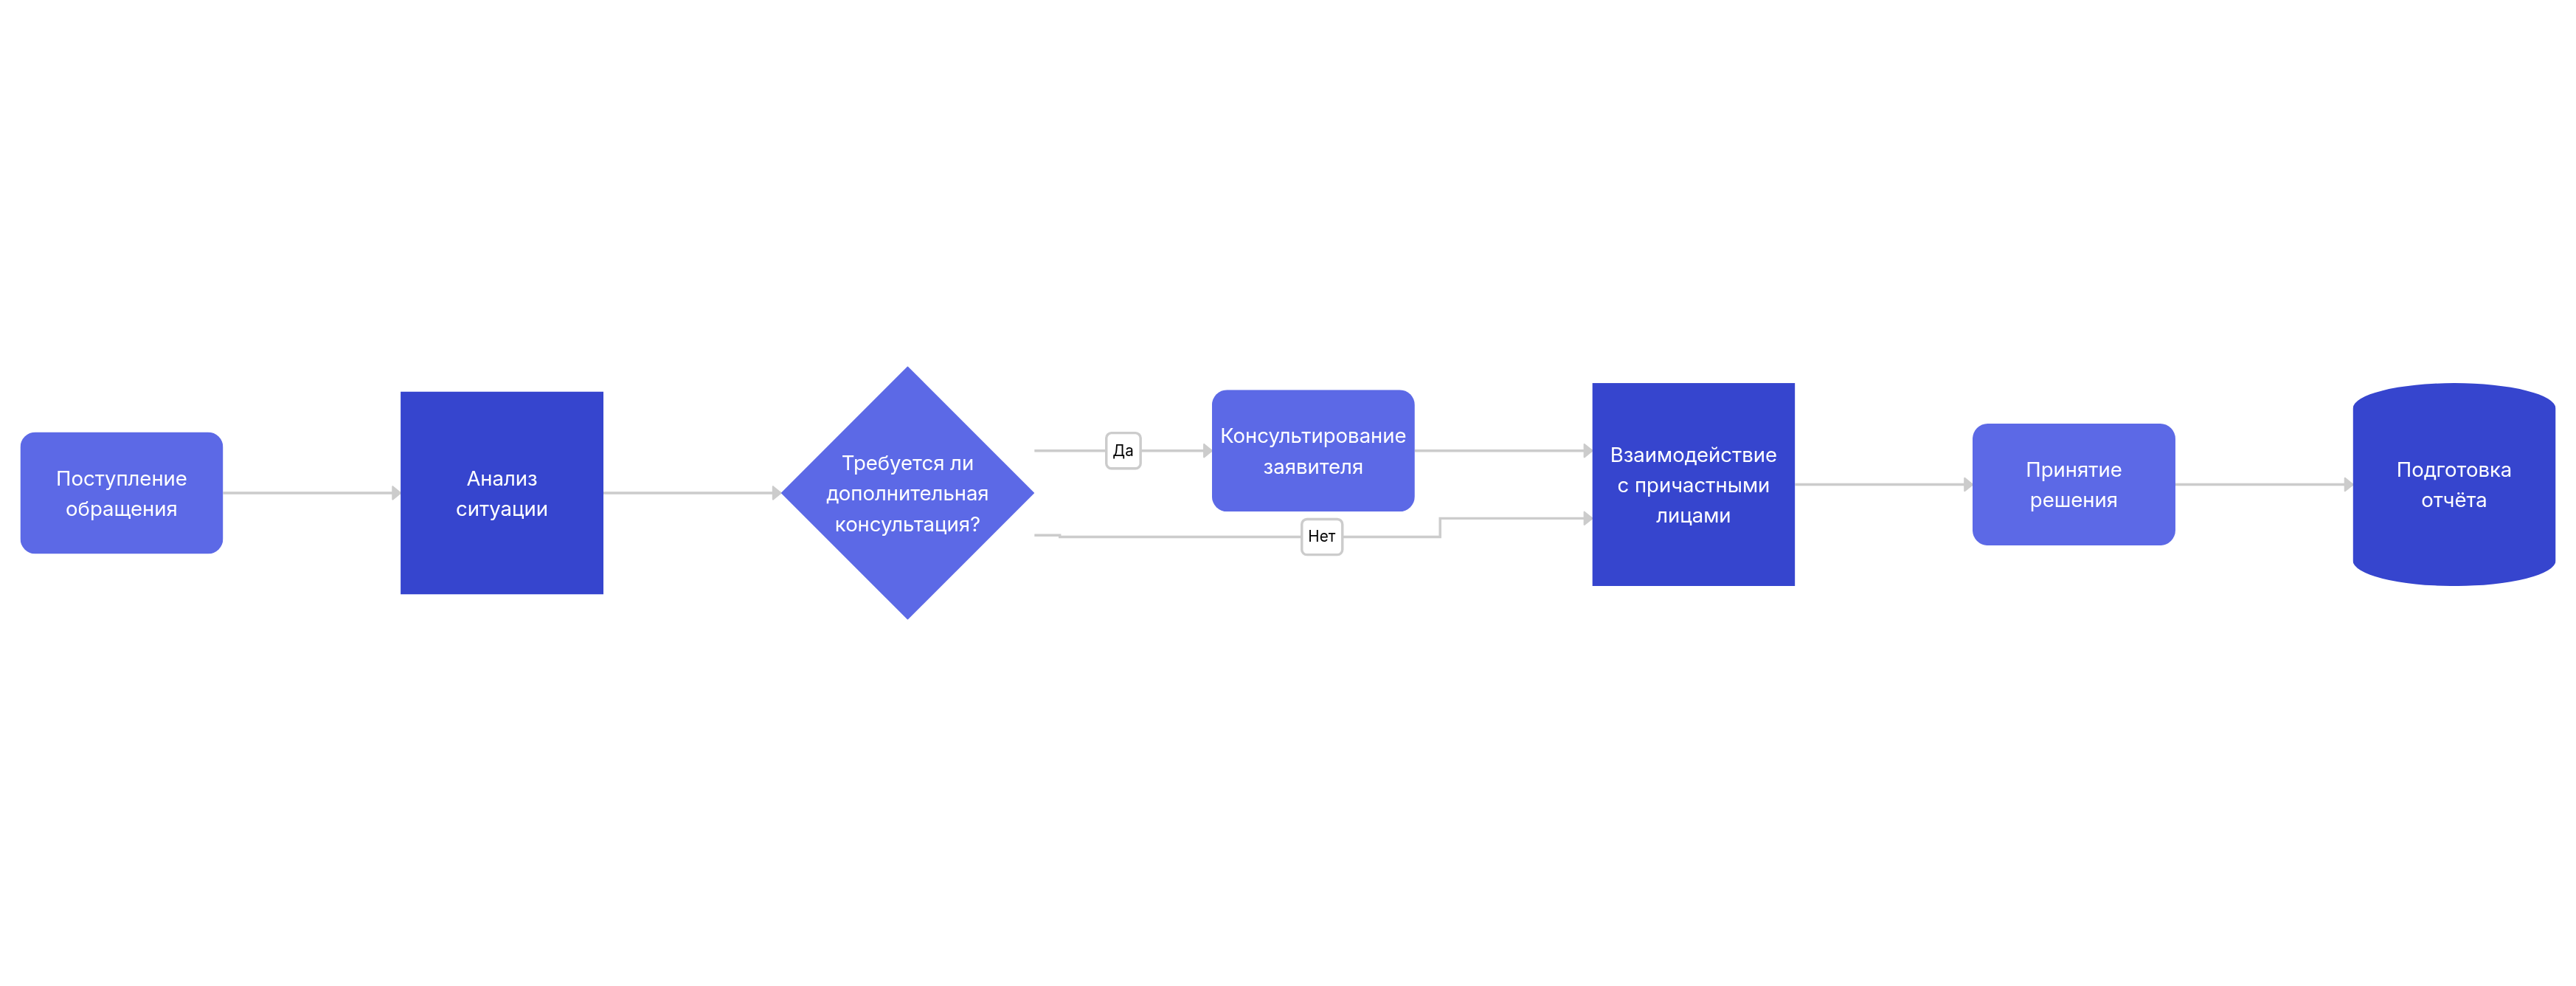 Поступление
обращения
Анализ
ситуации
Требуется ли
дополнительная
консультация?
Да
Нет
Консультирование
заявителя
Взаимодействие
с причастными
лицами
Принятие
решения
Подготовка
отчёта